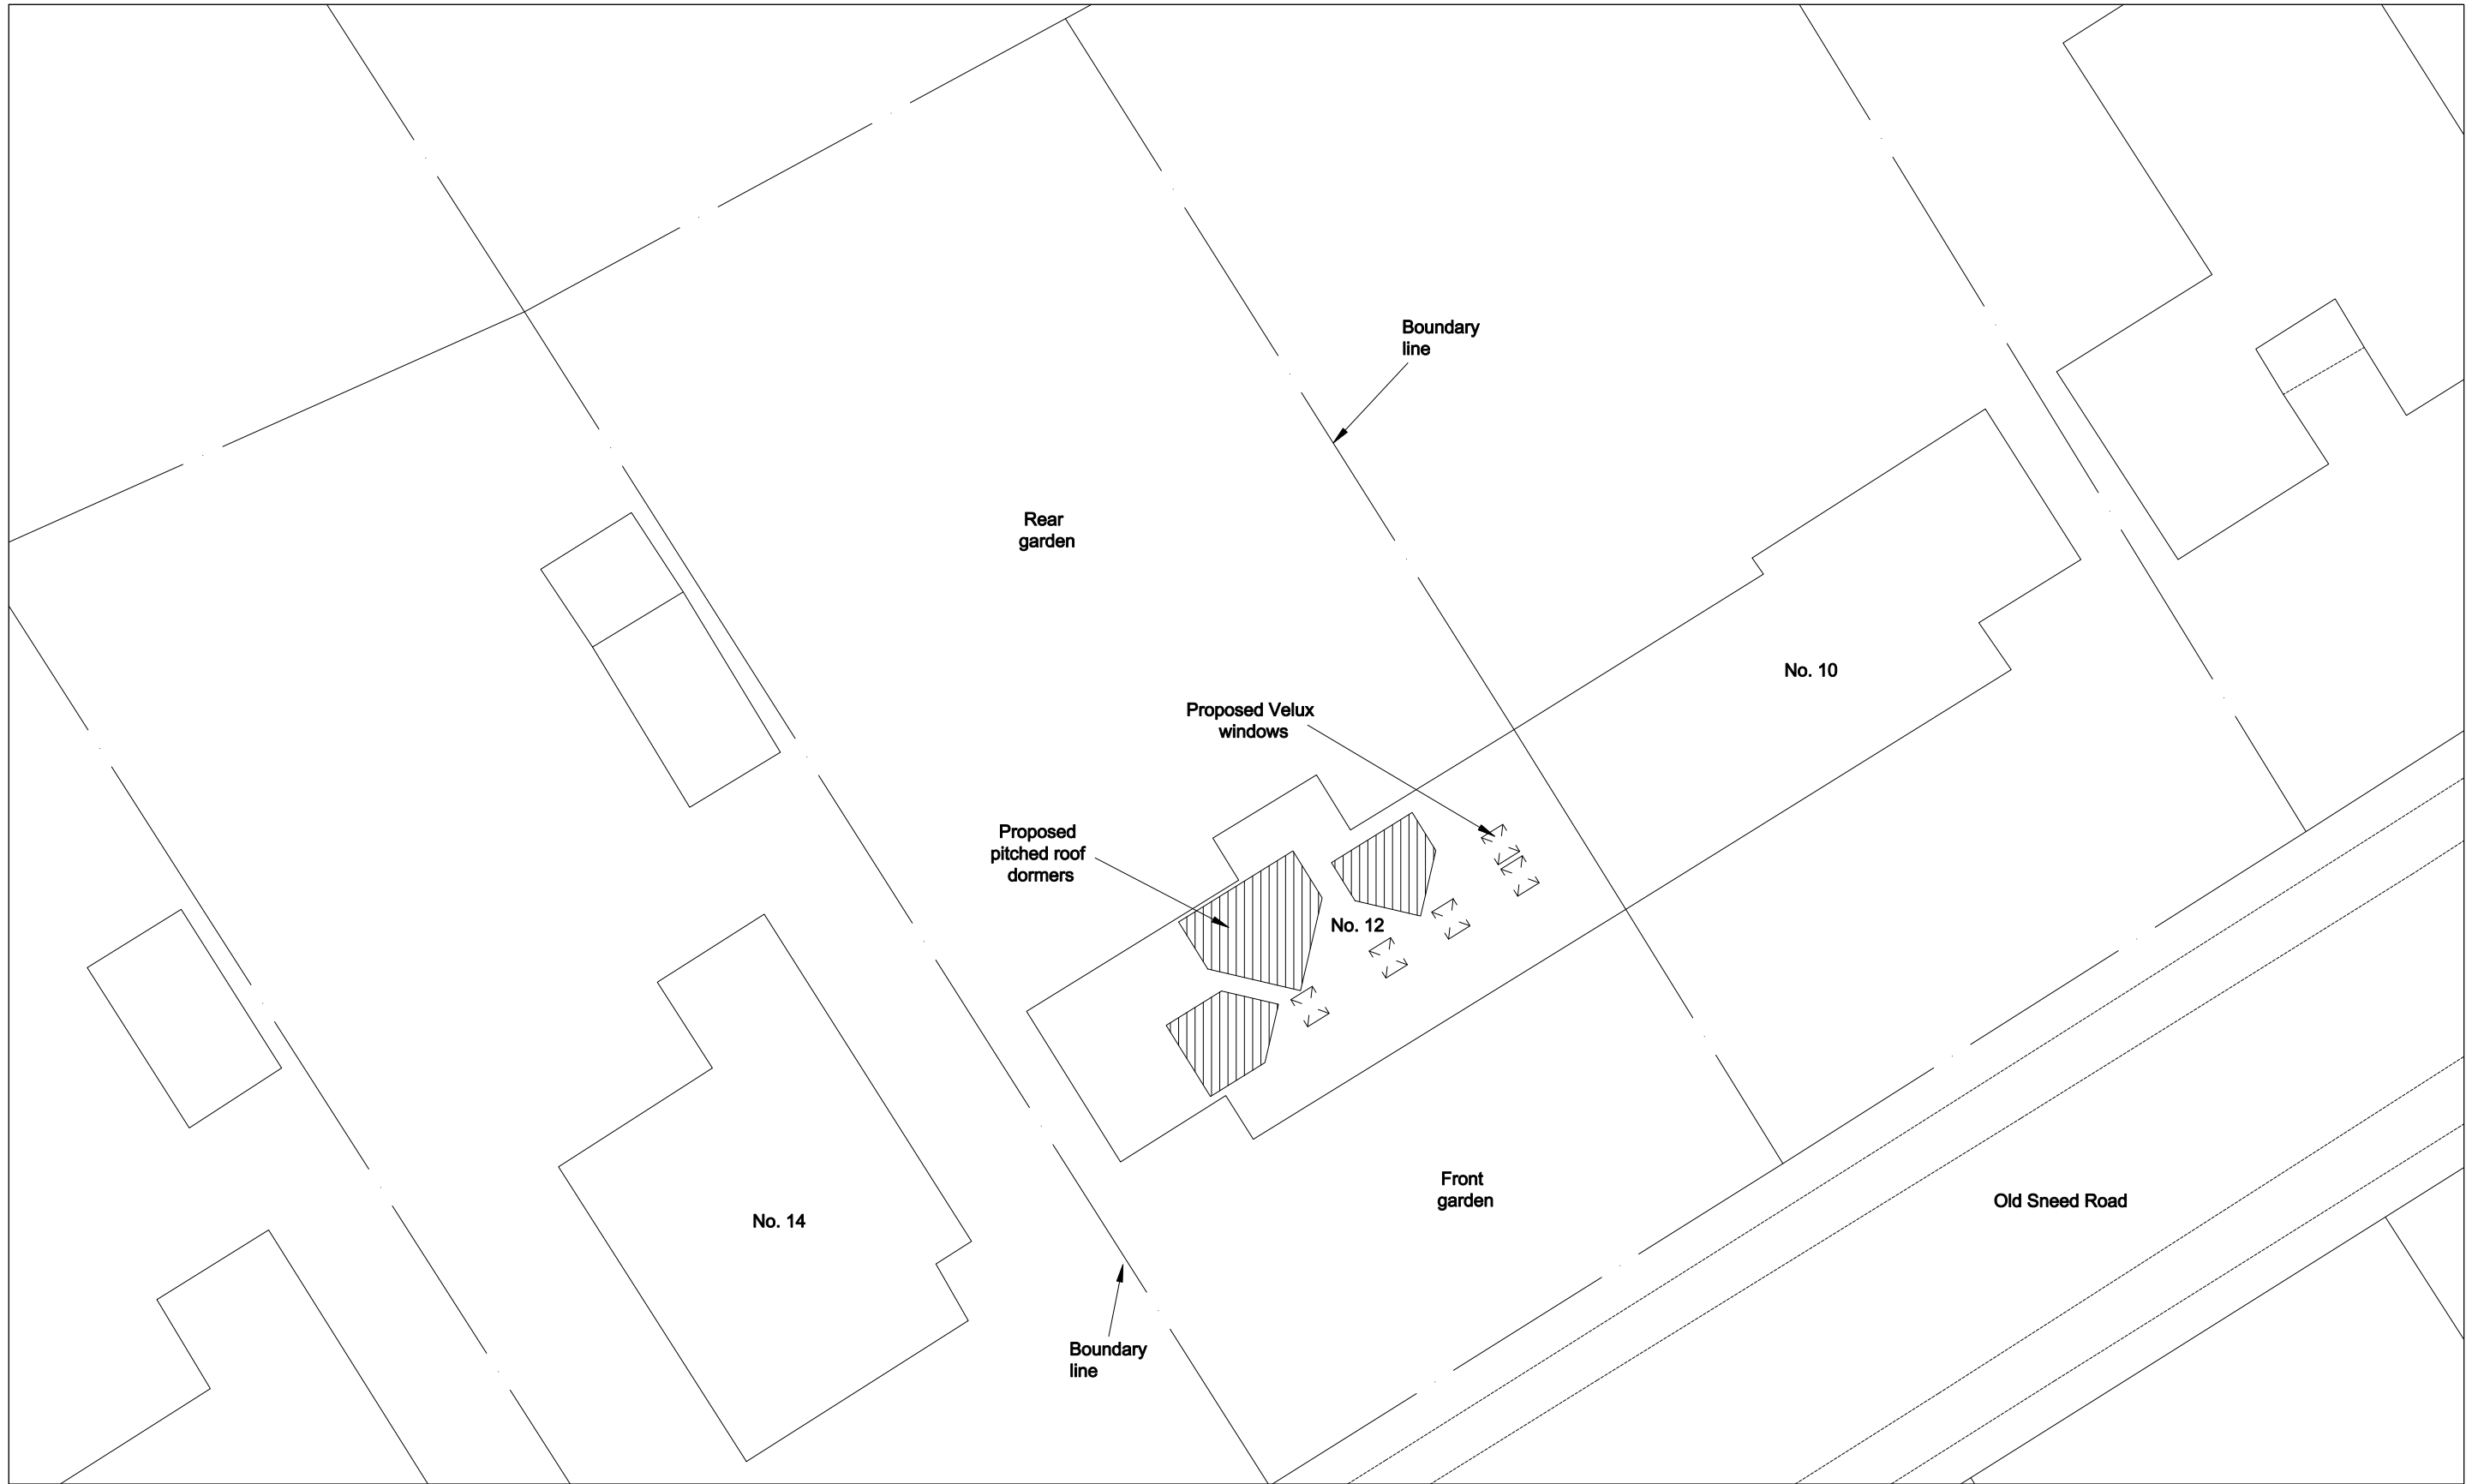 Boundary
line
Rear
garden
No. 10
Proposed Velux
windows
Proposed
pitched roof
dormers
No. 12
Front
garden
Old Sneed Road
No. 14
Boundary
line